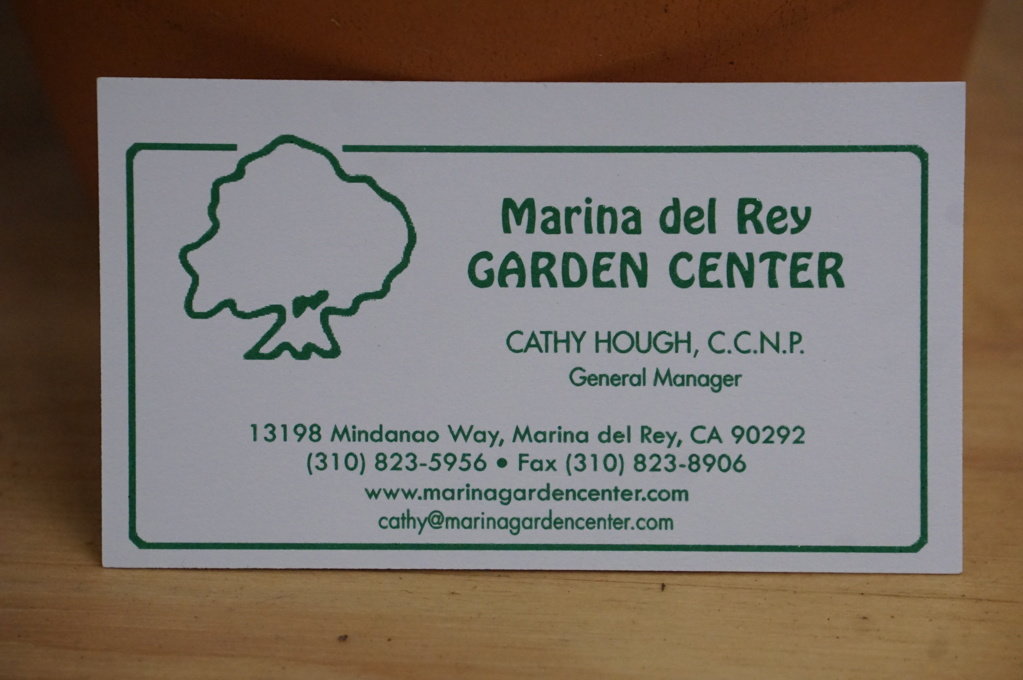 Marina del Rey
GARDEN CENTER
CATHY HOUGH, C.C.N.P.
General Manager
13198 Mindanao Way, Marina del Rey, CA 90292
(310) 823-5956 • Fax (310) 823-8906
www.marinagardencenter.com
cathy@marinagardencenter.com